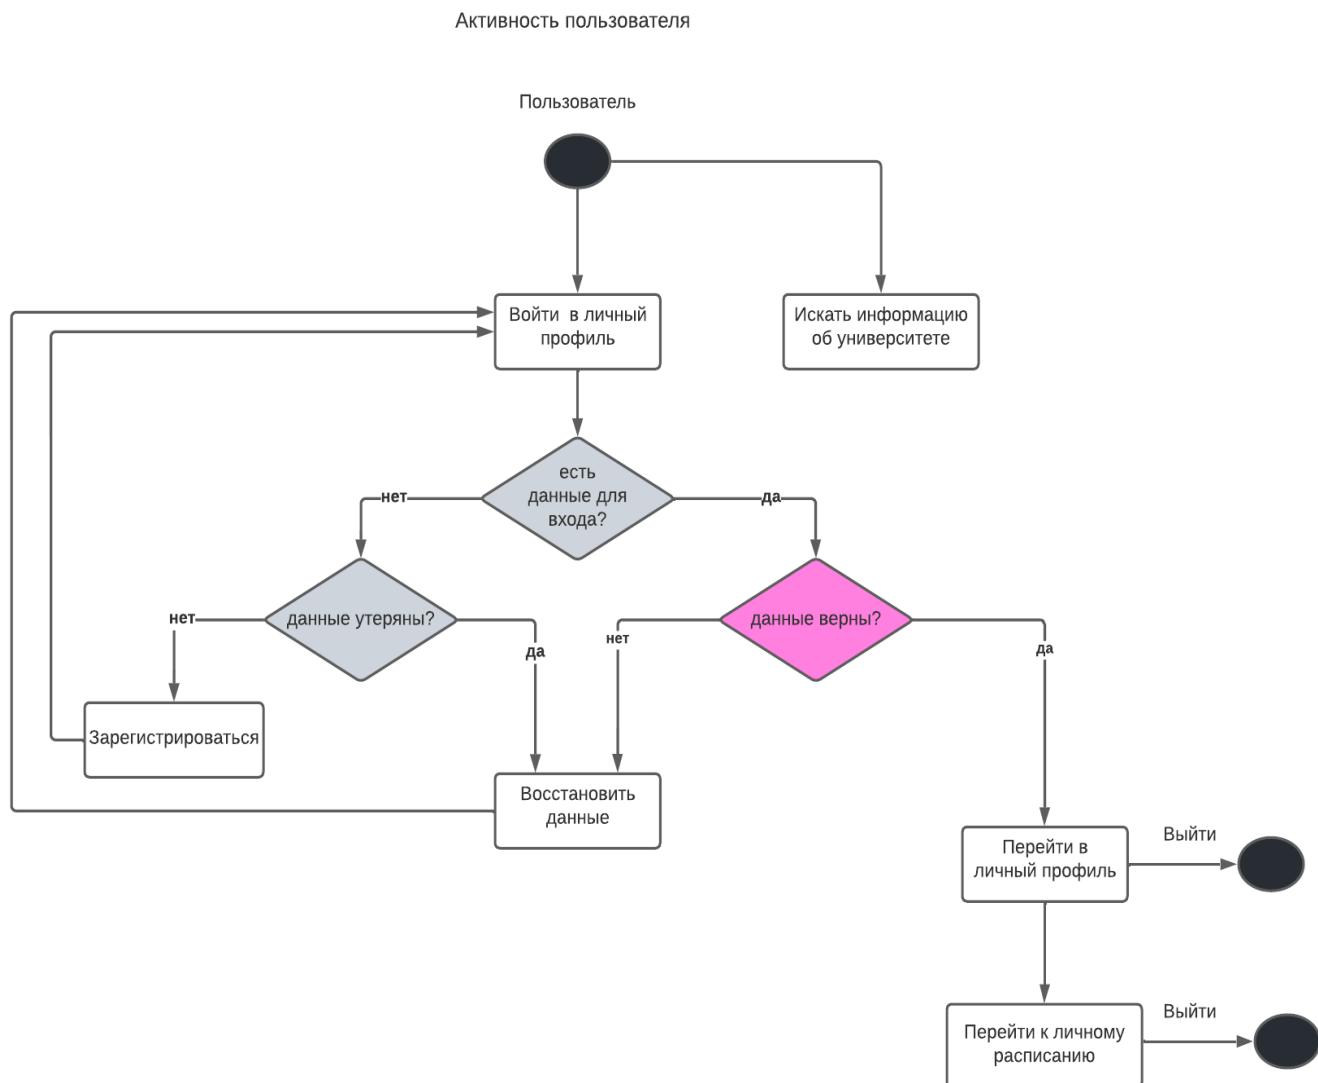 Активность пользователя
Пользователь
Войти в личный
профиль
Искать информацию
об университете
есть
данные для
входа?
нет
да
данные утеряны?
данные верны?
нет
да
нет
да
Зарегистрироваться
Восстановить
данные
Перейти в
личный профиль
Выйти
Перейти к личному
расписанию
Выйти